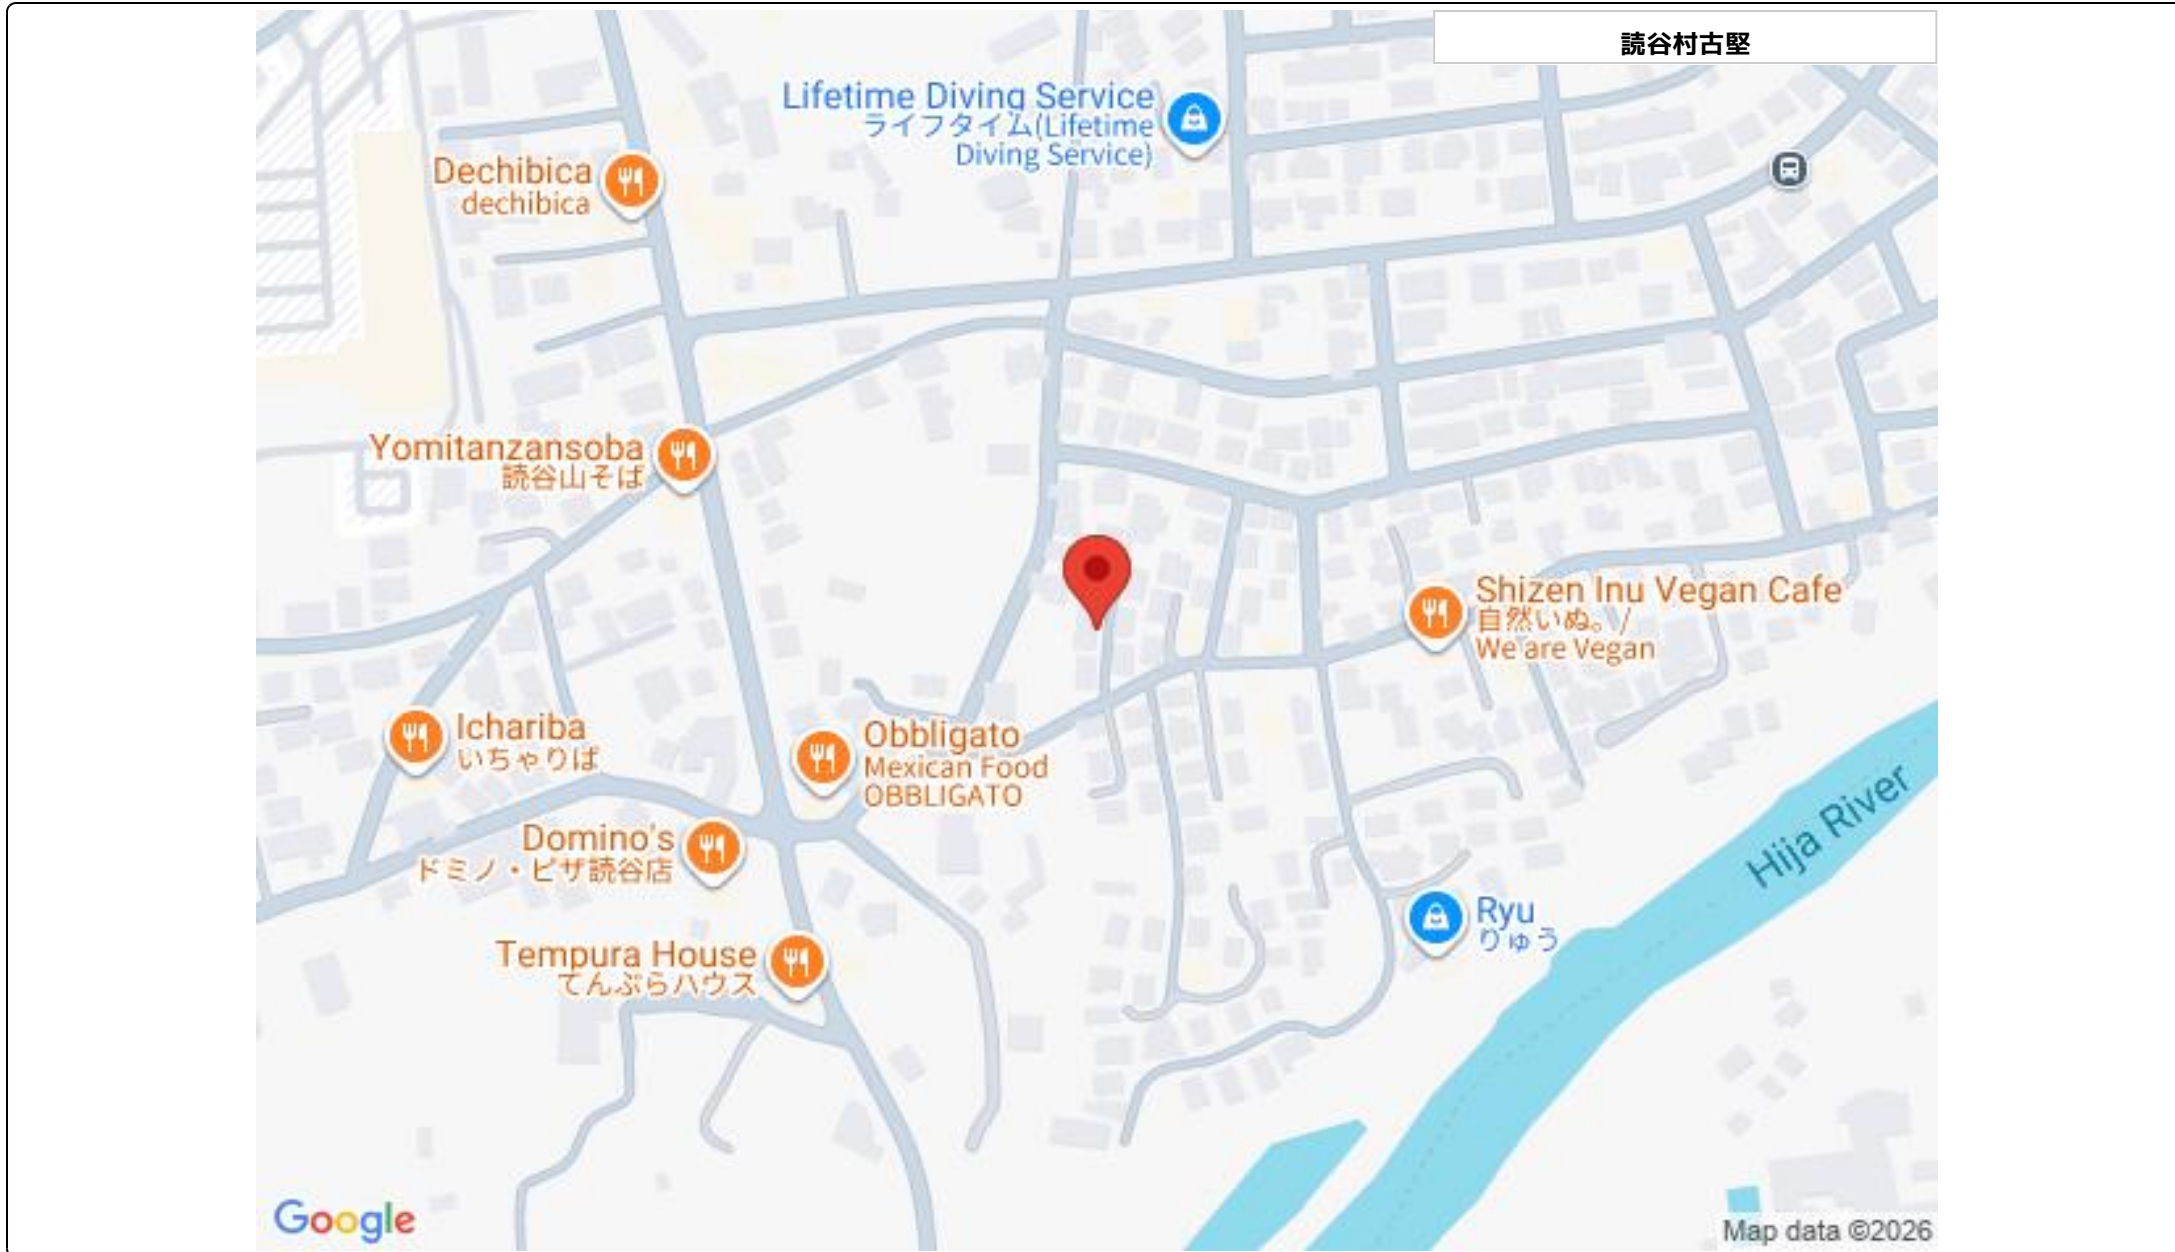 読谷村古堅
Lifetime Diving Service
ライフタイム(Lifetime
Diving Service)
Dechibica
dechibica
Yomitanzansoba
読谷山そば
Shizen Inu Vegan Cafe
自然いぬ。/
We are Vegan
Ichariba
いちゃりば
Obbligato
Mexican Food
OBBLIGATO
Domino's
ドミノ・ピザ読谷店
Hija River
Ryu
りゅう
Tempura House
てんぷらハウス
Google
Map data ©2026